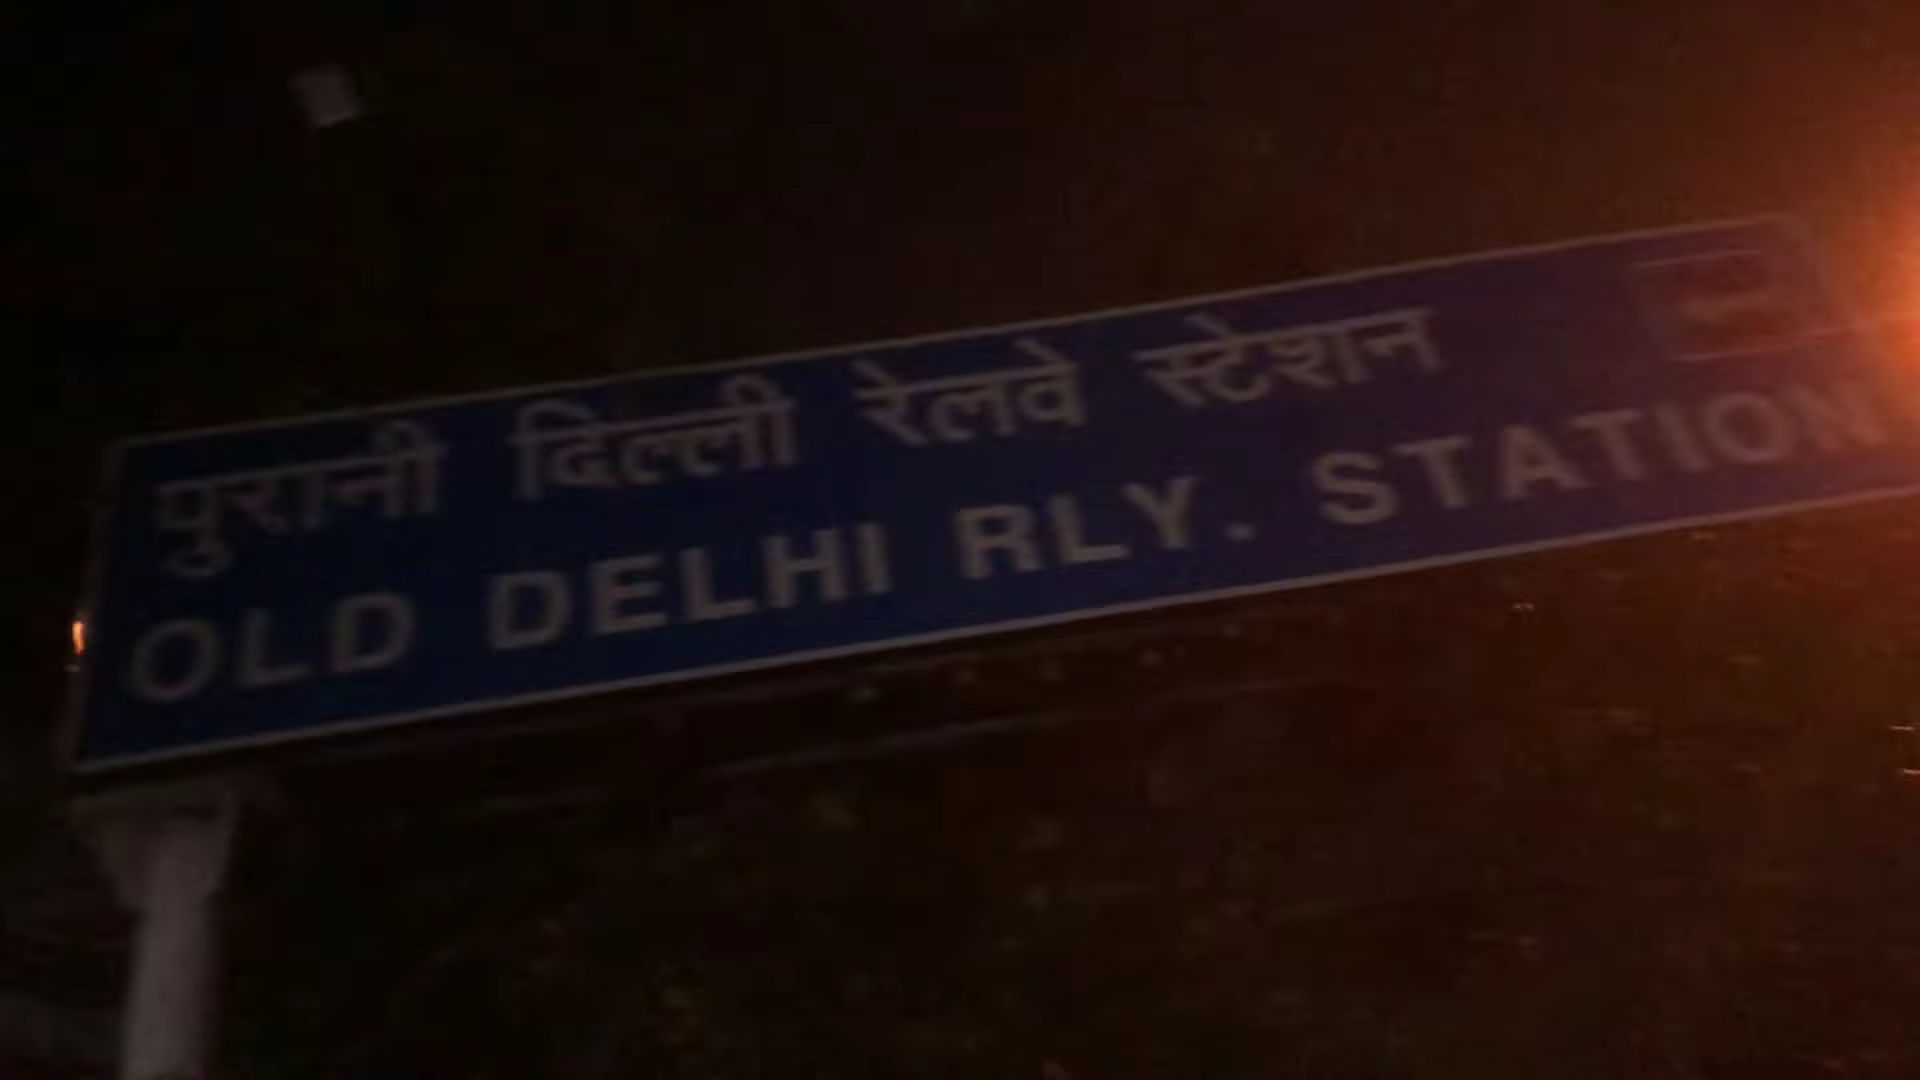 पुरानी दिल्ली रेलवे स्टेशन
OLD DELHI RLY. STATION